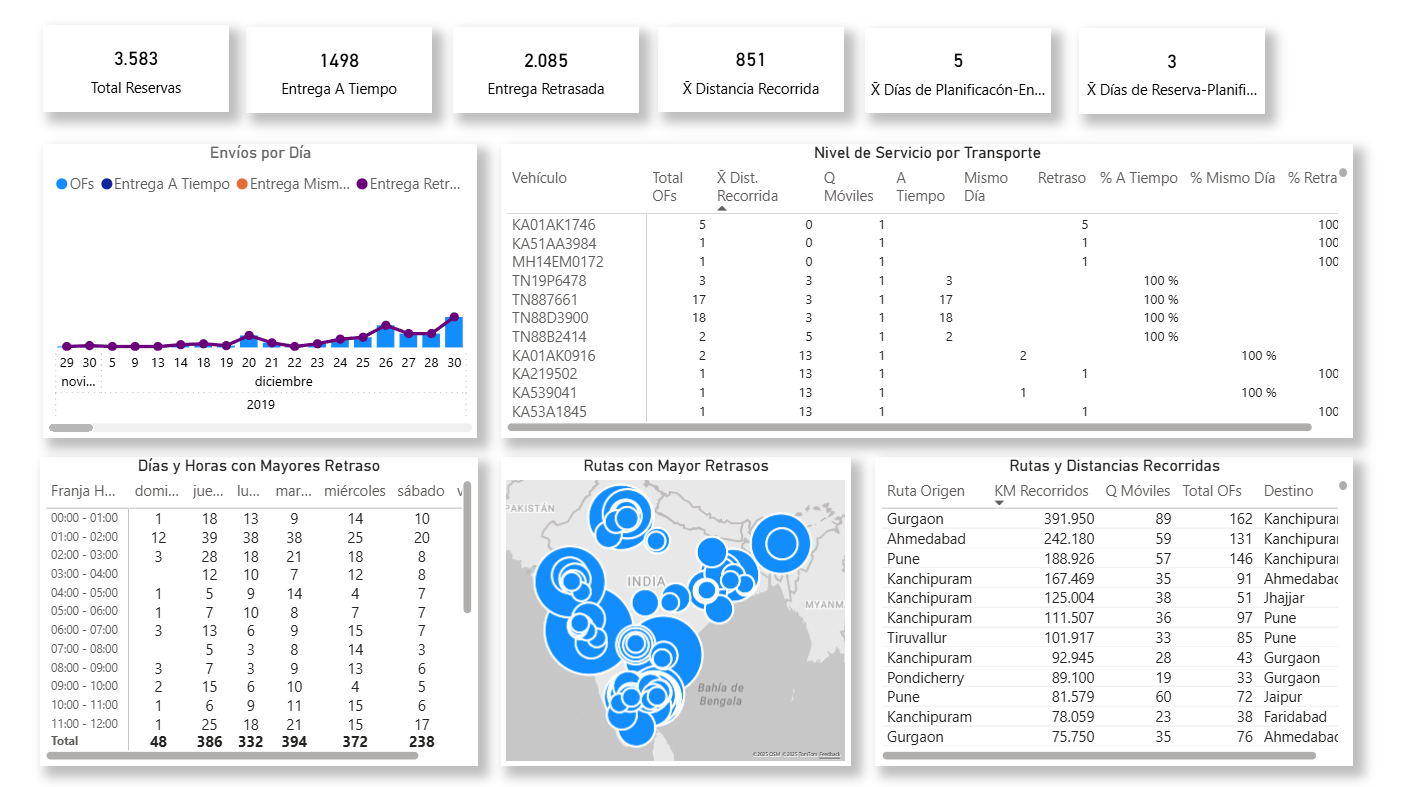 3.583
Total Reservas
1498
Entrega A Tiempo
2.085
Entrega Retrasada
851
X̄ Distancia Recorrida
5
X̄ Días de Planificacón-En...
3
X̄ Días de Reserva-Planifi...
Envíos por Día
OFs Entrega A Tiempo Entrega Mism... Entrega Retr...
29 30 5 9 13 14 18 19 20 21 22 23 24 25 26 27 28 30
novi... diciembre
2019
Nivel de Servicio por Transporte
Vehículo Total OFs X̄ Dist. Recorrida Q Móviles A Tiempo Mismo Día Retraso % A Tiempo % Mismo Día % Retra
KA01AK1746 5 0 1 5 100
KA51AA3984 1 0 1 1 100
MH14EM0172 1 0 1 1 100
TN19P6478 3 3 1 3 100 %
TN887661 17 3 1 17 100 %
TN88D3900 18 3 1 18 100 %
TN88B2414 2 5 1 2 100 %
KA01AK0916 2 13 1 2 100 %
KA219502 1 13 1 1 100
KA539041 1 13 1 1 100 %
KA53A1845 1 13 1 1 100
Días y Horas con Mayores Retraso
Franja H... domi... jue... lu... mar... miércoles sábado v
00:00 - 01:00 1 18 13 9 14 10
01:00 - 02:00 12 39 38 38 25 20
02:00 - 03:00 3 28 18 21 18 8
03:00 - 04:00 12 10 7 12 8
04:00 - 05:00 1 5 9 14 4 7
05:00 - 06:00 1 7 10 8 7 7
06:00 - 07:00 3 13 6 9 15 7
07:00 - 08:00 5 3 8 14 3
08:00 - 09:00 3 7 3 9 13 6
09:00 - 10:00 2 15 6 10 4 5
10:00 - 11:00 1 6 9 11 15 6
11:00 - 12:00 1 25 18 21 15 17
Total 48 386 332 394 372 238
Rutas con Mayor Retrasos
PAKISTÁN
INDIA
MYANM
Bahía de
Bengala
©2025 OSM ©2025 TomTom Feedback
Rutas y Distancias Recorridas
Ruta Origen KM Recorridos Q Móviles Total OFs Destino
Gurgaon 391.950 89 162 Kanchipurar
Ahmedabad 242.180 59 131 Kanchipurar
Pune 188.926 57 146 Kanchipurar
Kanchipuram 167.469 35 91 Ahmedabac
Kanchipuram 125.004 38 51 Jhajjar
Kanchipuram 111.507 36 97 Pune
Tiruvallur 101.917 33 85 Pune
Kanchipuram 92.945 28 43 Gurgaon
Pondicherry 89.100 19 33 Gurgaon
Pune 81.579 60 72 Jaipur
Kanchipuram 78.059 23 38 Faridabad
Gurgaon 75.750 35 76 Ahmedabac